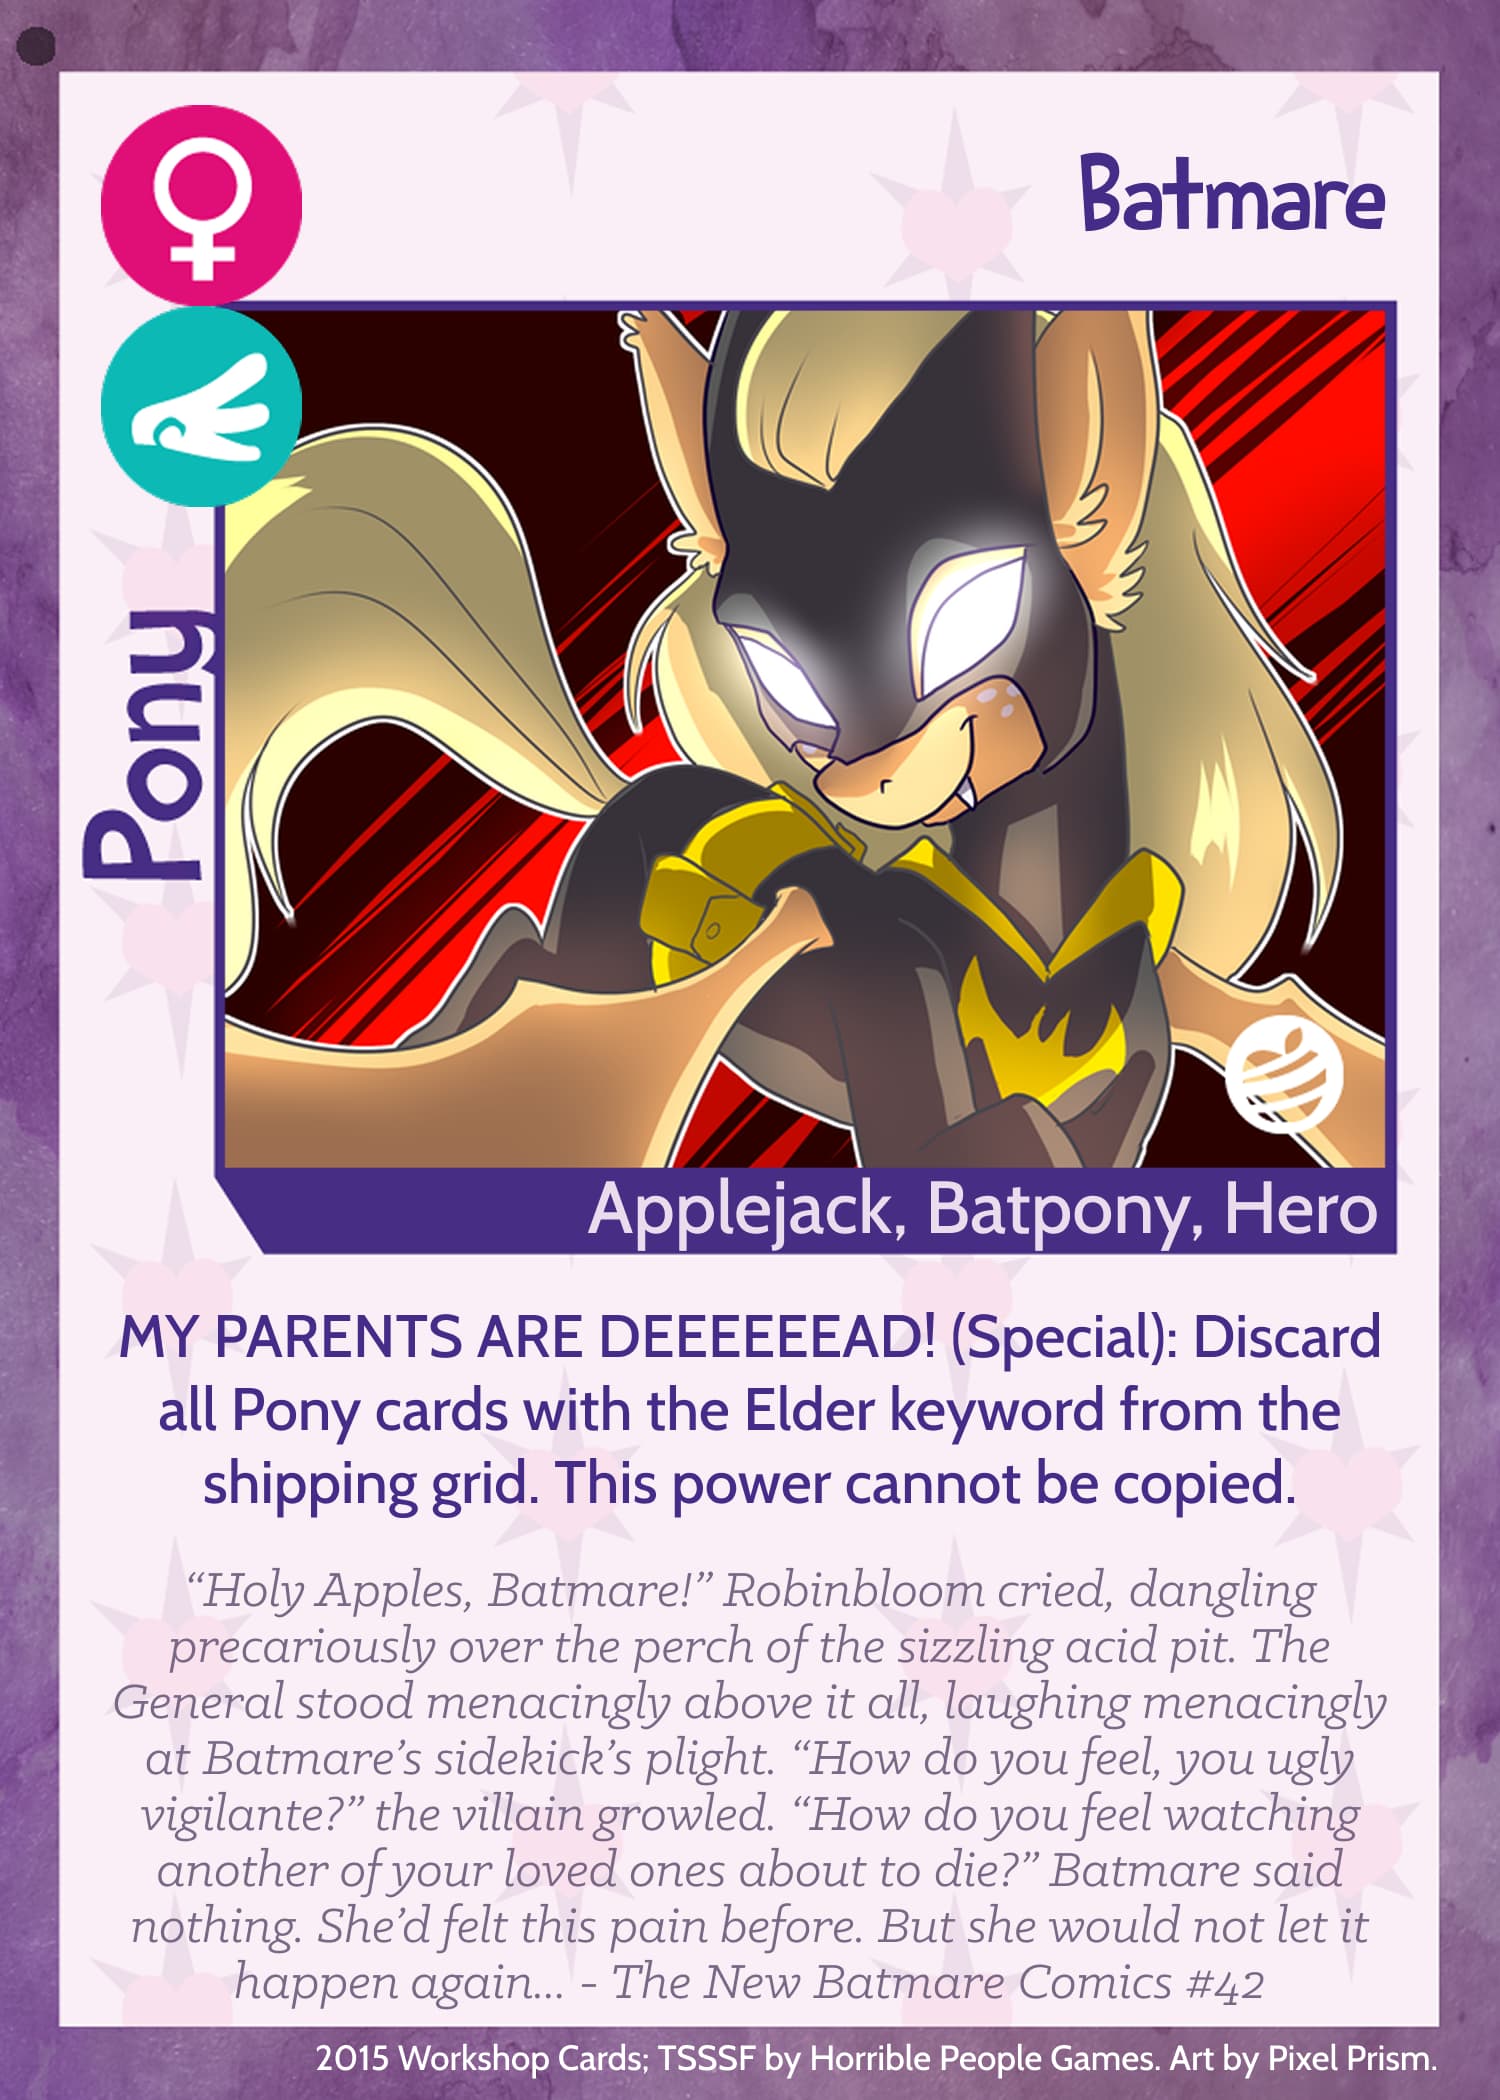 Batmare
Pony
Applejack, Batpony, Hero
MY PARENTS ARE DEEEEEEAD! (Special): Discard
all Pony cards with the Elder keyword from the
shipping grid. This power cannot be copied.
“Holy Apples, Batmare!” Robinbloom cried, dangling
precariously over the perch of the sizzling acid pit. The
General stood menacingly above it all, laughing menacingly
at Batmare’s sidekick’s plight. “How do you feel, you ugly
vigilante?” the villain growled. “How do you feel watching
another of your loved ones about to die?” Batmare said
nothing. She’d felt this pain before. But she would not let it
happen again... - The New Batmare Comics #42
2015 Workshop Cards; TSSSF by Horrible People Games. Art by Pixel Prism.